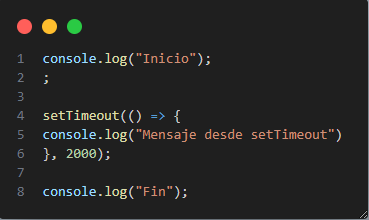 1 console.log("Inicio");
2 ;
3
4 setTimeout(() => {
5 console.log("Mensaje desde setTimeout")
6 }, 2000);
7
8 console.log("Fin");